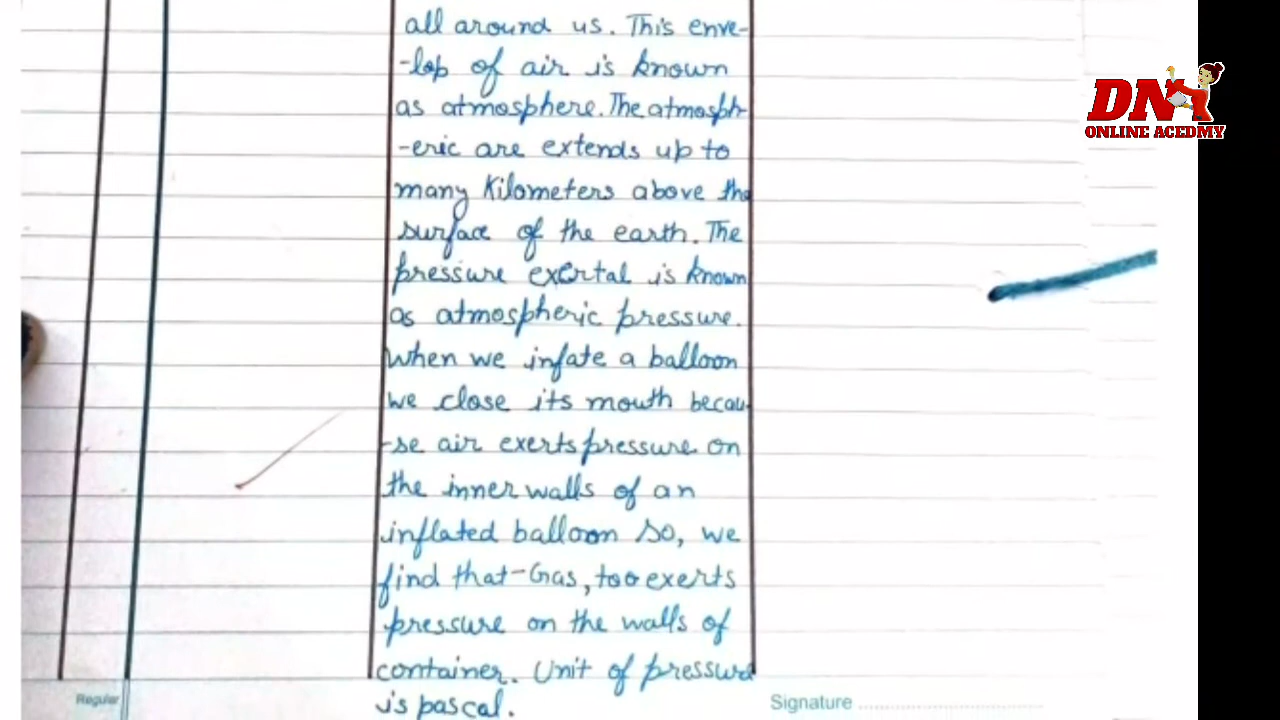 all around us. This enve-
-lop of air is known
as atmosphere. The atmosph-
-eric are extends up to
many Kilometers above the
surface of the earth. The
pressure exertal is known
as atmospheric pressure.
When we infate a balloon
we close its mouth becau-
-se air exerts pressure on
the inner walls of an
inflated balloon so, we
find that - Gas, too exerts
pressure on the walls of
container. Unit of pressure
is pascal.
Regular
Signature
DN
ONLINE ACEDMY